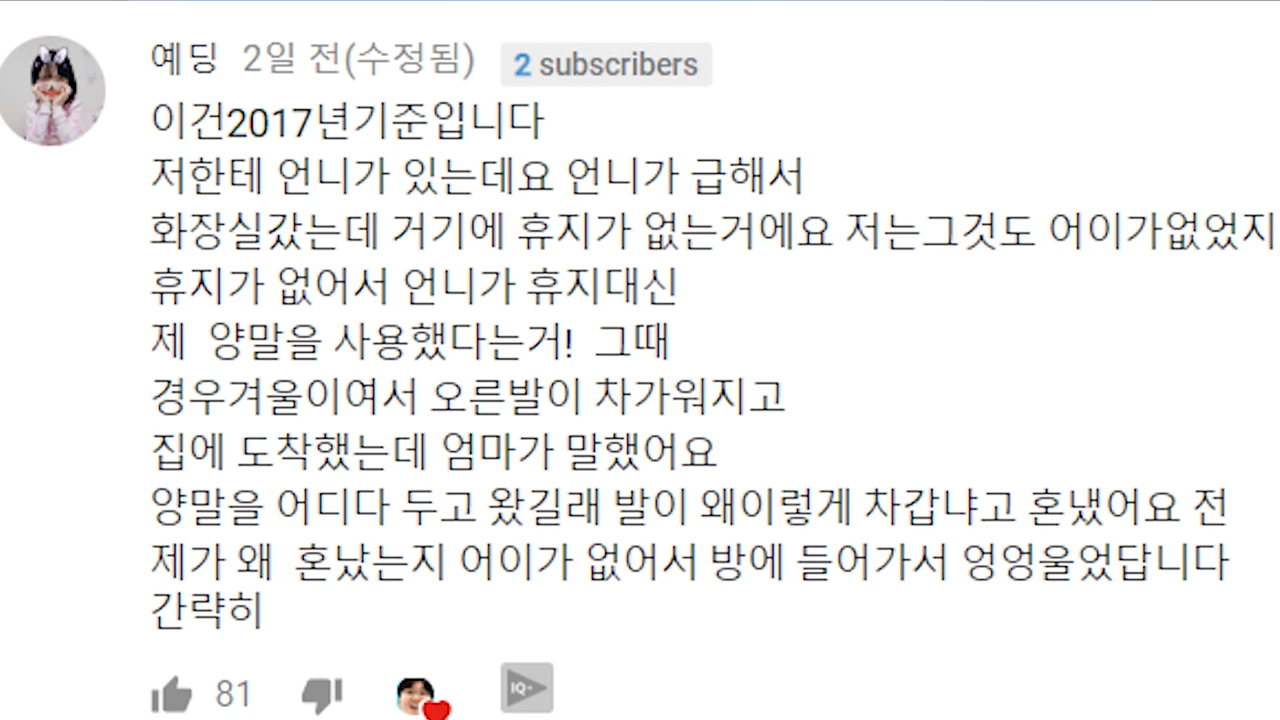 예딩 2일 전(수정됨) 2 subscribers
이건2017년기준입니다
저한테 언니가 있는데요 언니가 급해서
화장실갔는데 거기에 휴지가 없는거에요 저는그것도 어이가없었지
휴지가 없어서 언니가 휴지대신
제 양말을 사용했다는거! 그때
경우겨울이여서 오른발이 차가워지고
집에 도착했는데 엄마가 말했어요
양말을 어디다 두고 왔길래 발이 왜이렇게 차갑냐고 혼냈어요 전
제가 왜 혼났는지 어이가 없어서 방에 들어가서 엉엉울었답니다
간략히
81 IQ-